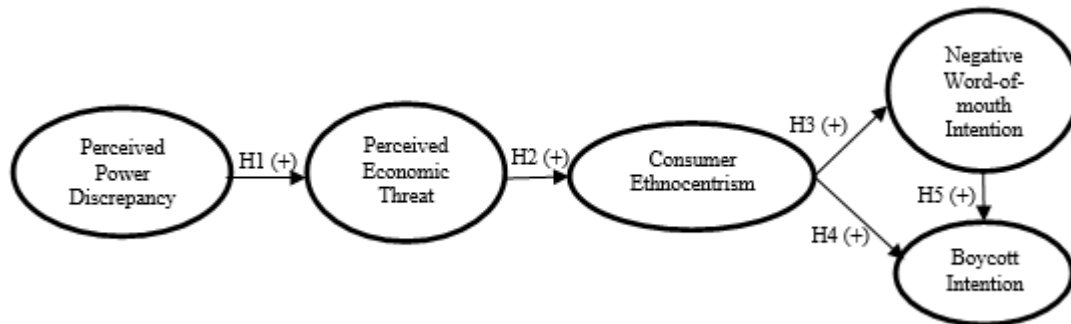 Perceived
Power
Discrepancy
H1 (+)
Perceived
Economic
Threat
H2 (+)
Consumer
Ethnocentrism
H3 (+)
H4 (+)
Negative
Word-of-
mouth
Intention
H5 (+)
Boycott
Intention